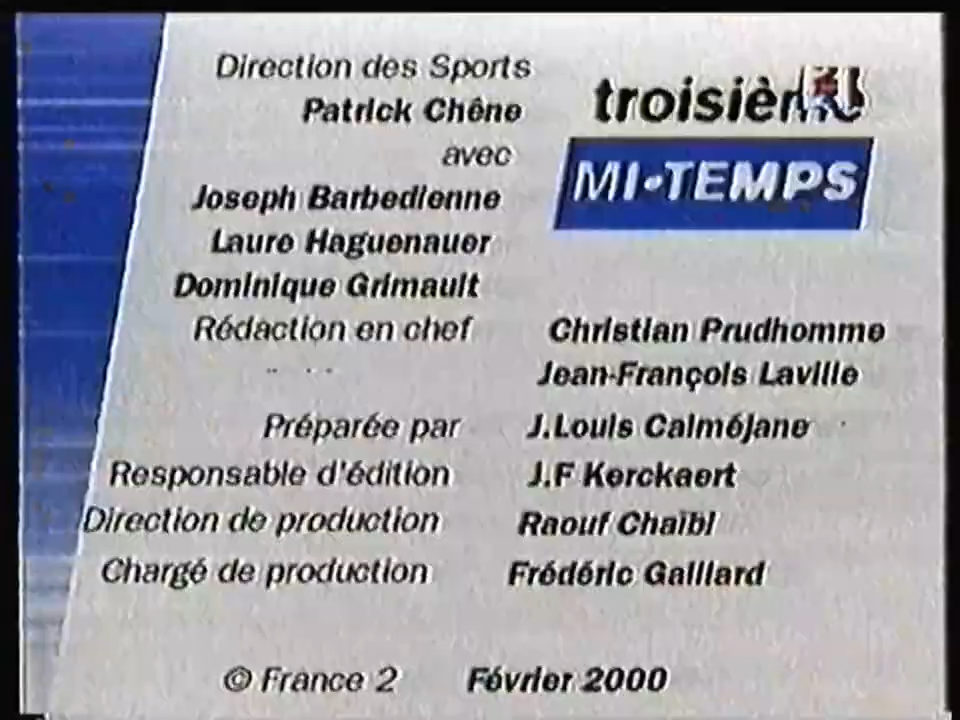 Direction des Sports
Patrick Chêne
avec
Joseph Barbedienne
Laure Haguenauer
Dominique Grimault
troisième
MI•TEMPS
Rédaction en chef Christian Prudhomme
Jean-François Laville
Préparée par J.Louis Calméjane
Responsable d'édition J.F Kerckaert
Direction de production Raouf Chaïbi
Chargé de production Frédéric Gaillard
© France 2 Février 2000